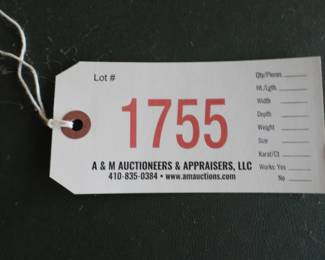 Lot #
1755
A & M AUCTIONEERS & APPRAISERS, LLC
410-835-0384 • www.amauctions.com
Qty/Pieces
Ht./Lgth.
Width
Depth
Weight
Size
Karat/Ct
Works: Yes
No